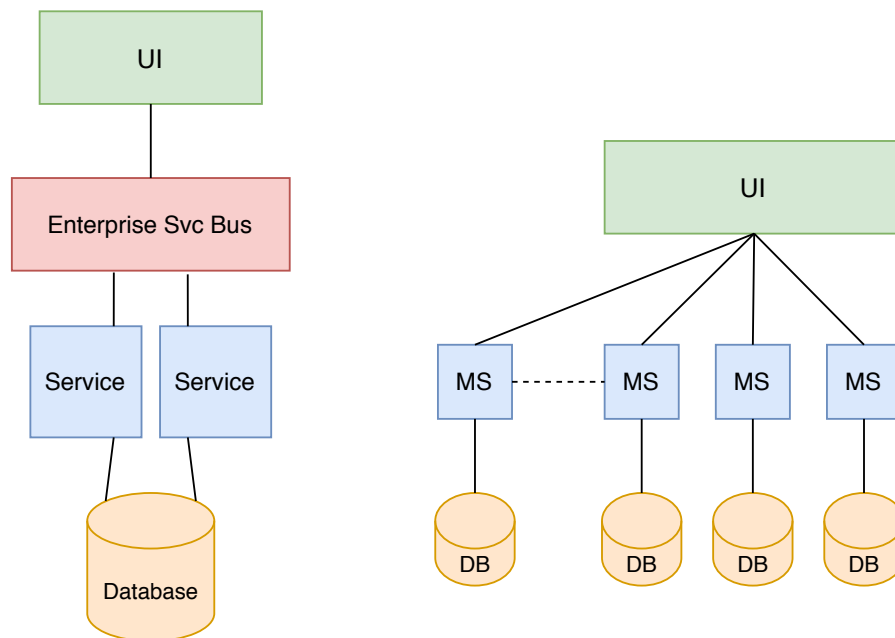 UI
Enterprise Svc Bus
Service
Service
Database
UI
MS
MS
MS
MS
DB
DB
DB
DB